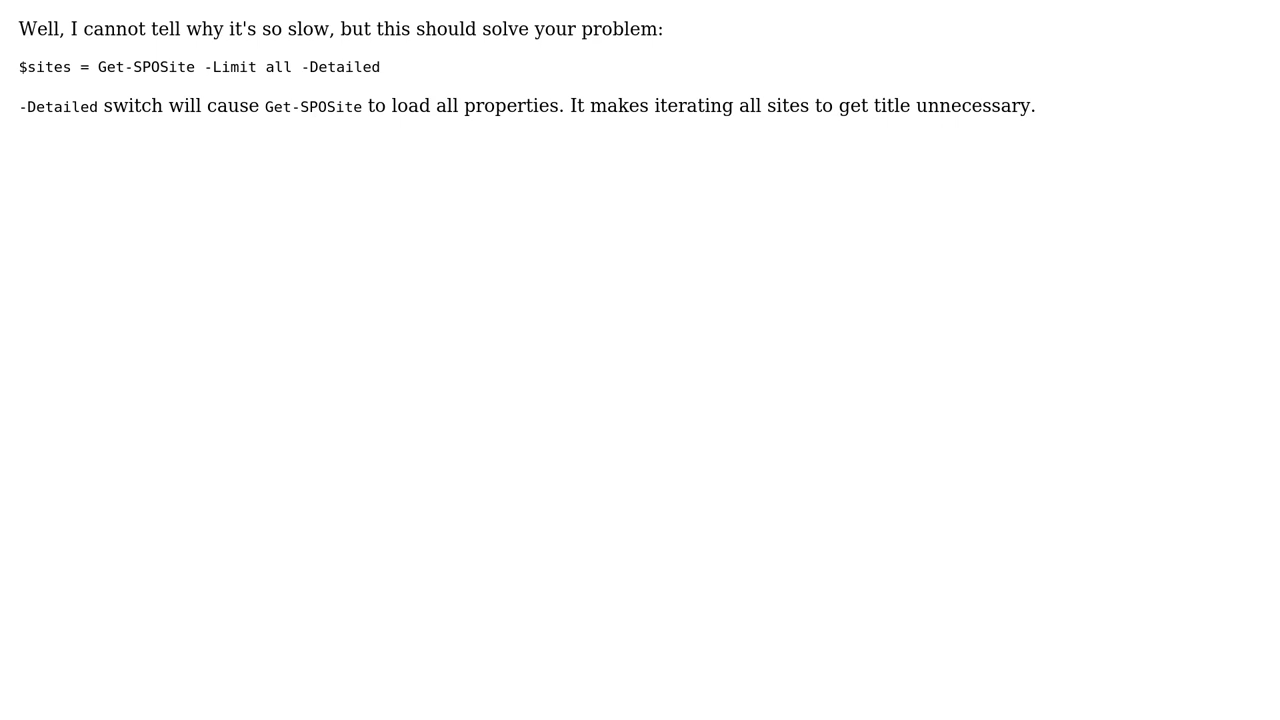 Well, I cannot tell why it's so slow, but this should solve your problem:
$sites = Get-SPOSite -Limit all -Detailed
-Detailed switch will cause Get-SPOSite to load all properties. It makes iterating all sites to get title unnecessary.